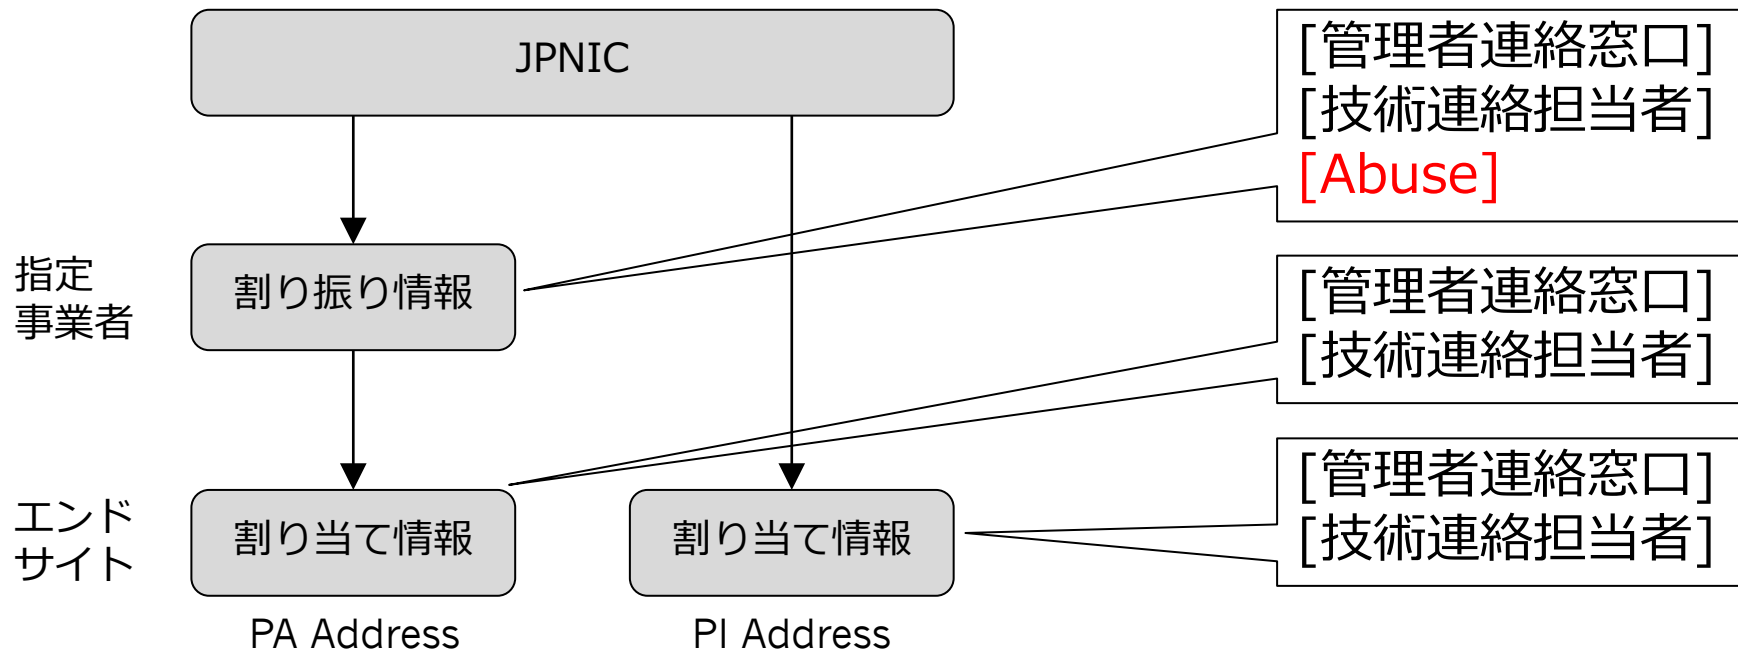 JPNIC
[管理者連絡窓口]
[技術連絡担当者]
[Abuse]
指定
事業者
割り振り情報
[管理者連絡窓口]
[技術連絡担当者]
エンド
サイト
割り当て情報
割り当て情報
[管理者連絡窓口]
[技術連絡担当者]
PA Address
PI Address